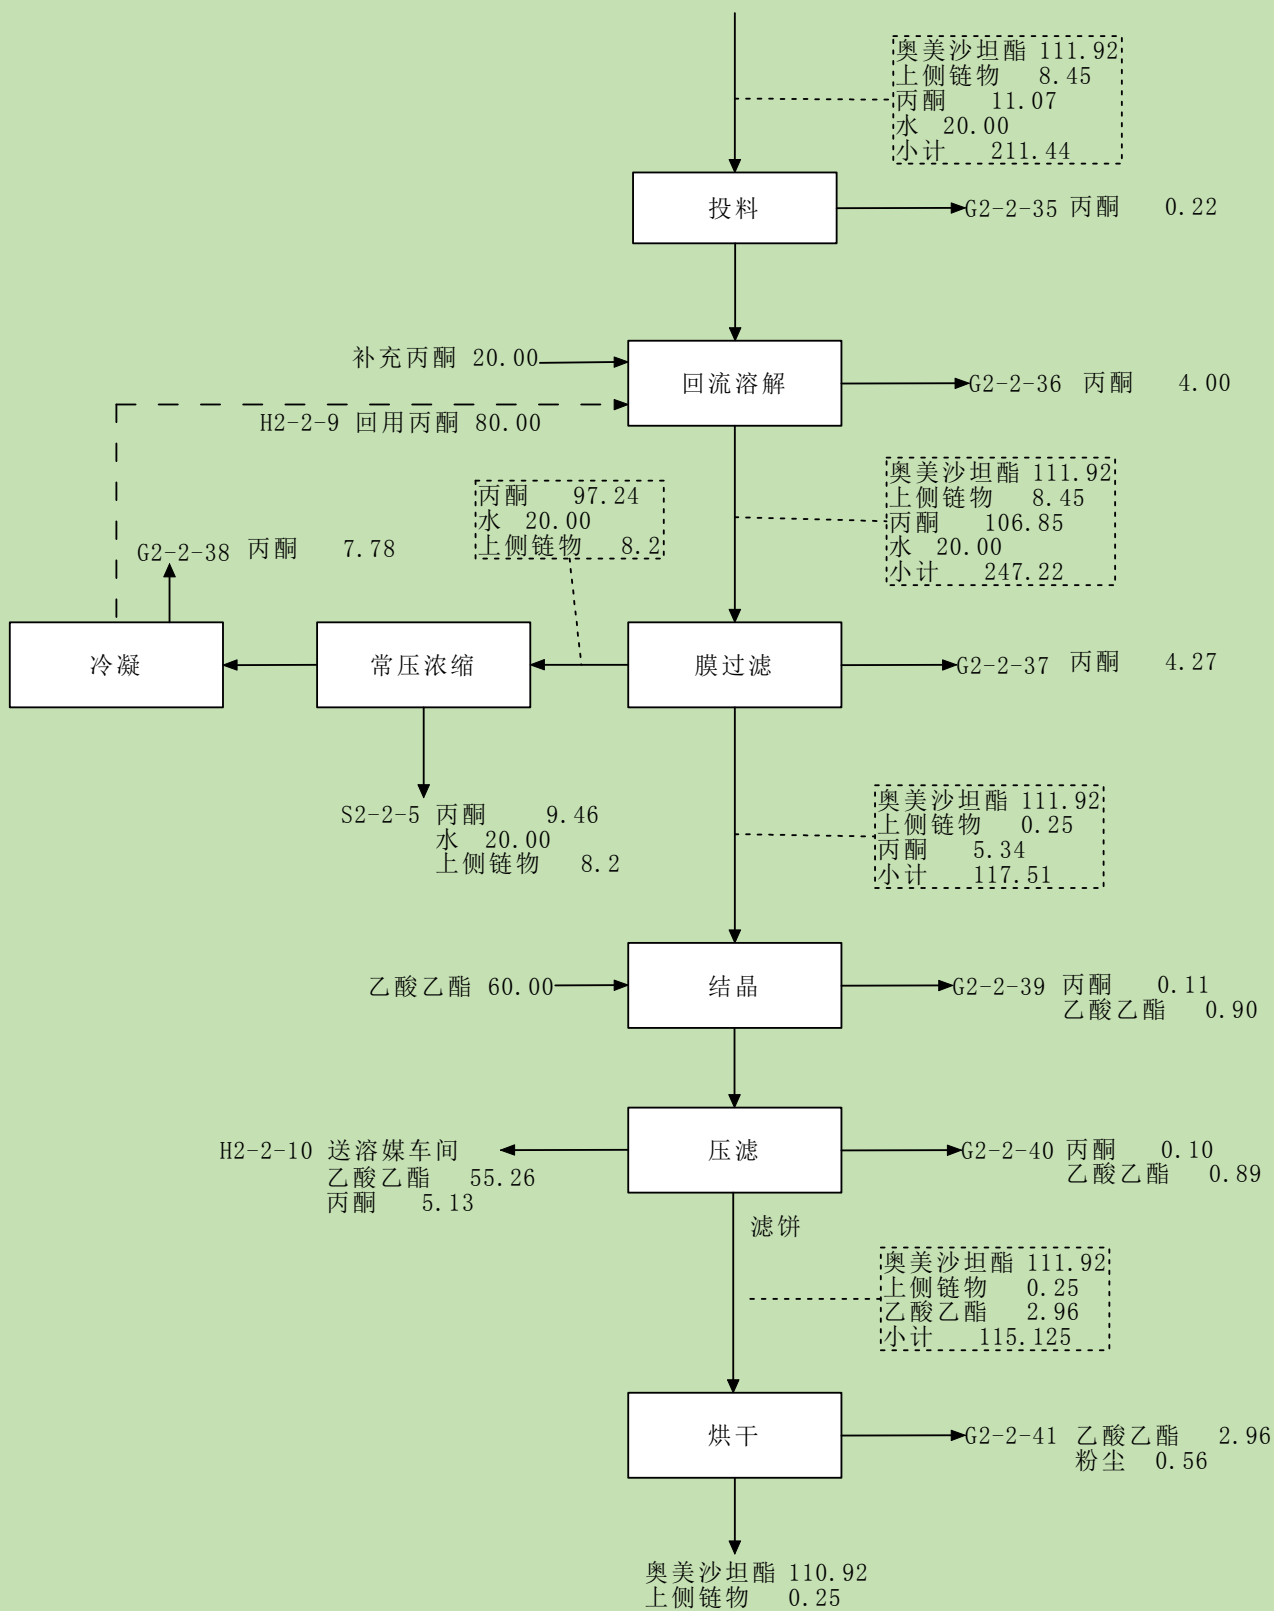 奥美沙坦酯 111.92
上侧链物 8.45
丙酮 11.07
水 20.00
小计 211.44
投料
G2-2-35 丙酮 0.22
补充丙酮 20.00
回流溶解
G2-2-36 丙酮 4.00
H2-2-9 回用丙酮 80.00
奥美沙坦酯 111.92
上侧链物 8.45
丙酮 106.85
水 20.00
小计 247.22
丙酮 97.24
水 20.00
上侧链物 8.2
G2-2-38 丙酮 7.78
冷凝
常压浓缩
膜过滤
G2-2-37 丙酮 4.27
S2-2-5 丙酮 9.46
水 20.00
上侧链物 8.2
奥美沙坦酯 111.92
上侧链物 0.25
丙酮 5.34
小计 117.51
乙酸乙酯 60.00
结晶
G2-2-39 丙酮 0.11
乙酸乙酯 0.90
H2-2-10 送溶媒车间
乙酸乙酯 55.26
丙酮 5.13
压滤
G2-2-40 丙酮 0.10
乙酸乙酯 0.89
滤饼
奥美沙坦酯 111.92
上侧链物 0.25
乙酸乙酯 2.96
小计 115.125
烘干
G2-2-41 乙酸乙酯 2.96
粉尘 0.56
奥美沙坦酯 110.92
上侧链物 0.25